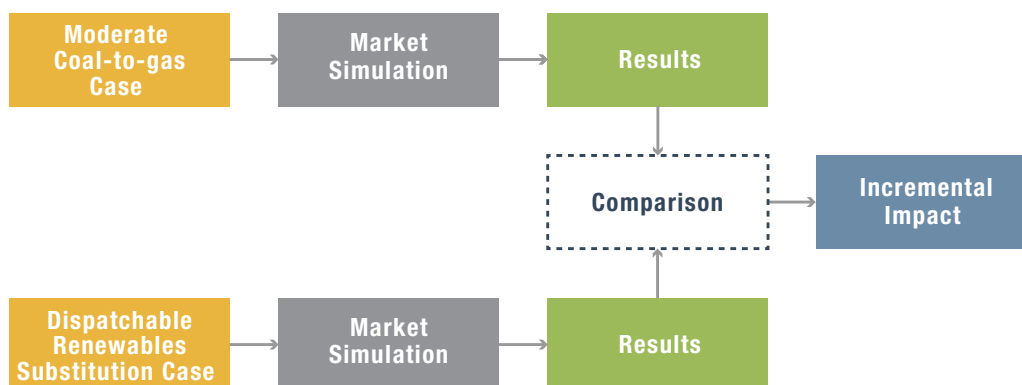 Moderate
Coal-to-gas
Case
Market
Simulation
Results
Comparison
Incremental
Impact
Dispatchable
Renewables
Substitution Case
Market
Simulation
Results